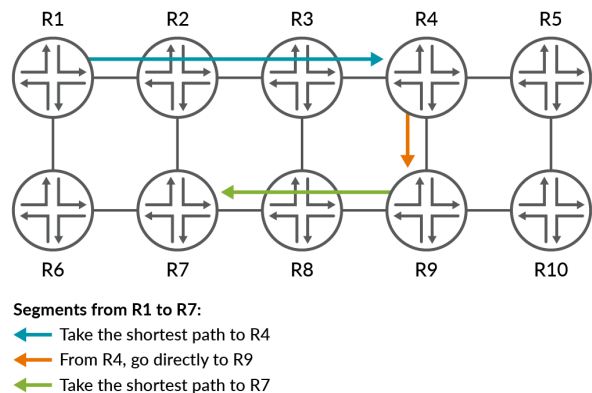 R1 R2 R3 R4 R5
R6 R7 R8 R9 R10
Segments from R1 to R7:
Take the shortest path to R4
From R4, go directly to R9
Take the shortest path to R7